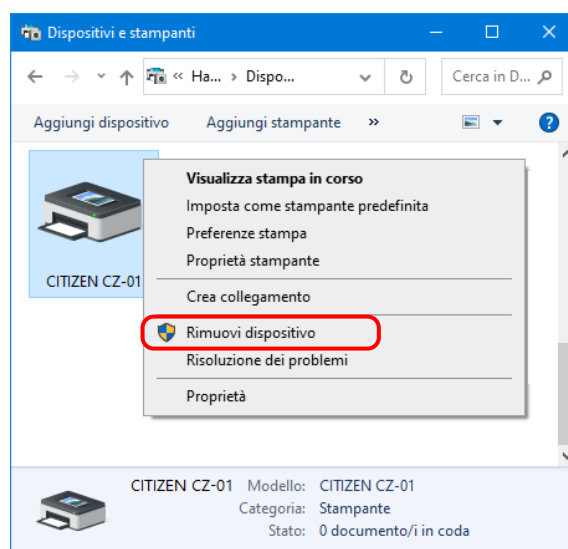 Dispositivi e stampanti
« Ha... › Dispo...
Cerca in D...
Aggiungi dispositivo Aggiungi stampante »
Visualizza stampa in corso
Imposta come stampante predefinita
Preferenze stampa
Proprietà stampante
CITIZEN CZ-01
Crea collegamento
Rimuovi dispositivo
Risoluzione dei problemi
Proprietà
CITIZEN CZ-01 Modello: CITIZEN CZ-01
Categoria: Stampante
Stato: 0 documento/i in coda